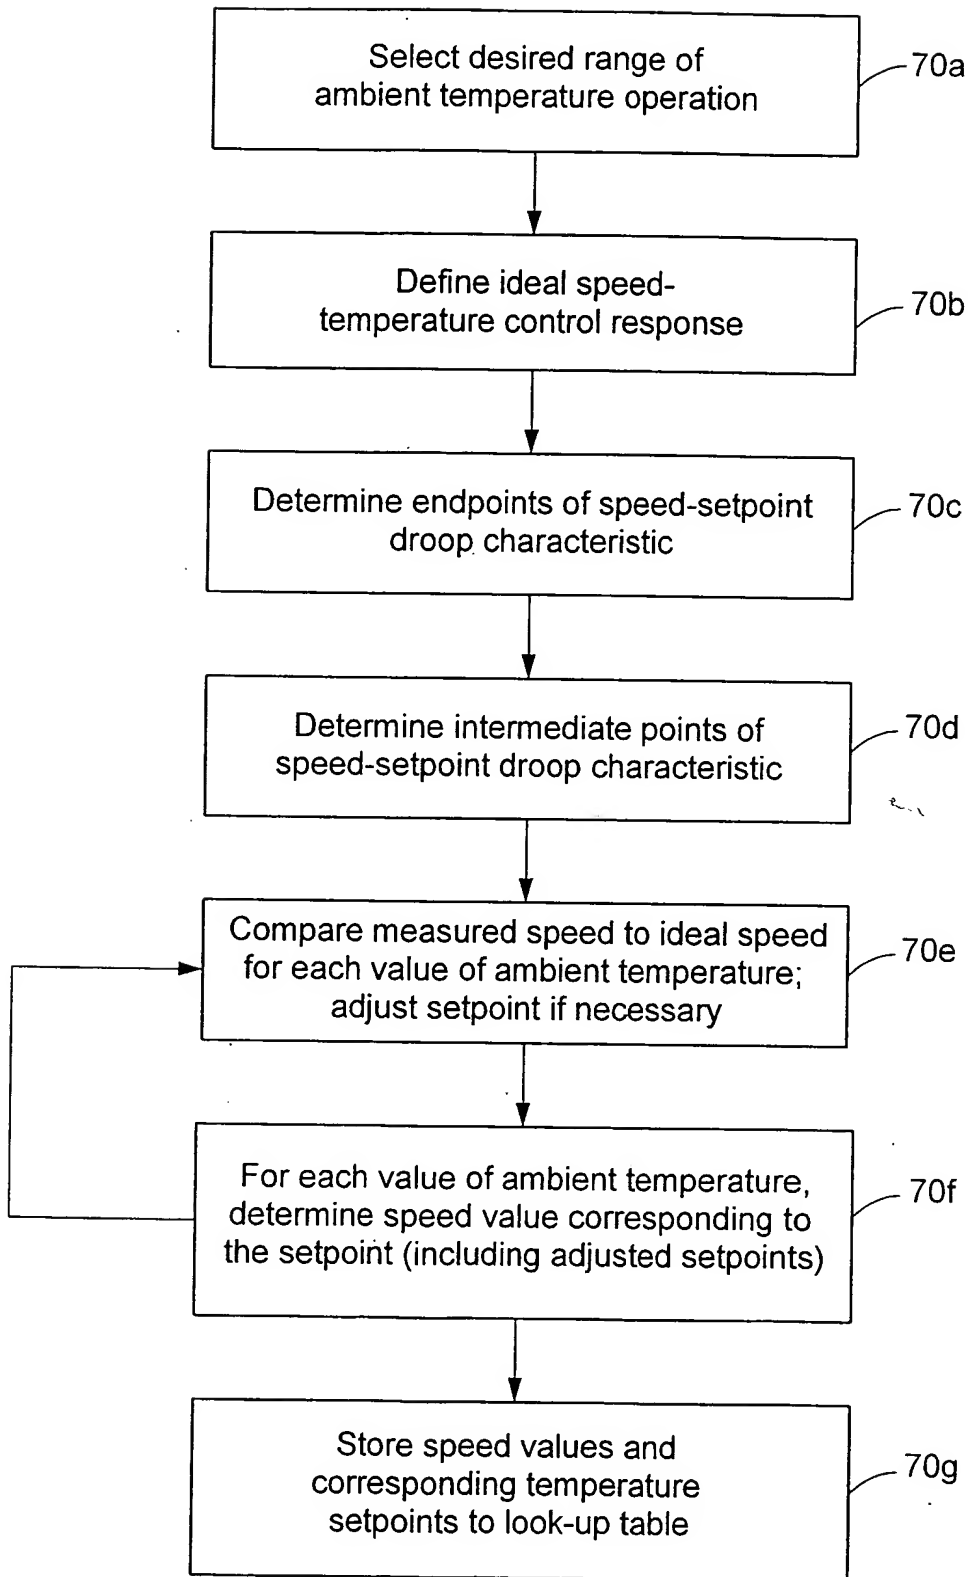 Select desired range of
ambient temperature operation
70a
Define ideal speed-
temperature control response
70b
Determine endpoints of speed-setpoint
droop characteristic
70c
Determine intermediate points of
speed-setpoint droop characteristic
70d
Compare measured speed to ideal speed
for each value of ambient temperature;
adjust setpoint if necessary
70e
For each value of ambient temperature,
determine speed value corresponding to
the setpoint (including adjusted setpoints)
70f
Store speed values and
corresponding temperature
setpoints to look-up table
70g